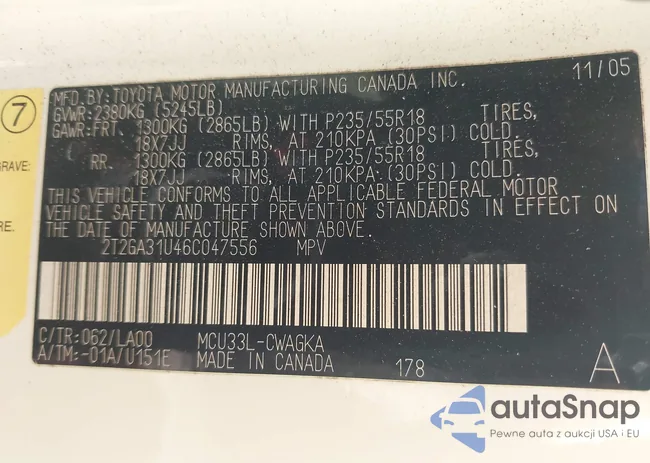 MFD.BY:TOYOTA MOTOR MANUFACTURING CANADA INC. 11/05
GVWR:2380KG (5245LB)
GAWR:FRT. 1300KG (2865LB) WITH P235/55R18 TIRES,
18X7JJ RIMS, AT 210KPA (30PSI) COLD.
RR. 1300KG (2865LB) WITH P235/55R18 TIRES,
18X7JJ RIMS, AT 210KPA. (30PSI) COLD.
THIS VEHICLE CONFORMS TO ALL APPLICABLE FEDERAL MOTOR
VEHICLE SAFETY AND THEFT PREVENTION STANDARDS IN EFFECT ON
THE DATE OF MANUFACTURE SHOWN ABOVE.
2T2GA31U46C047556 MPV
C/TR:062/LA00 MCU33L-CWAGKA
A/TM:-01A/U151E MADE IN CANADA 178 A
7
GRAVE:
RE.
autaSnap
Pewne auta z aukcji USA i EU